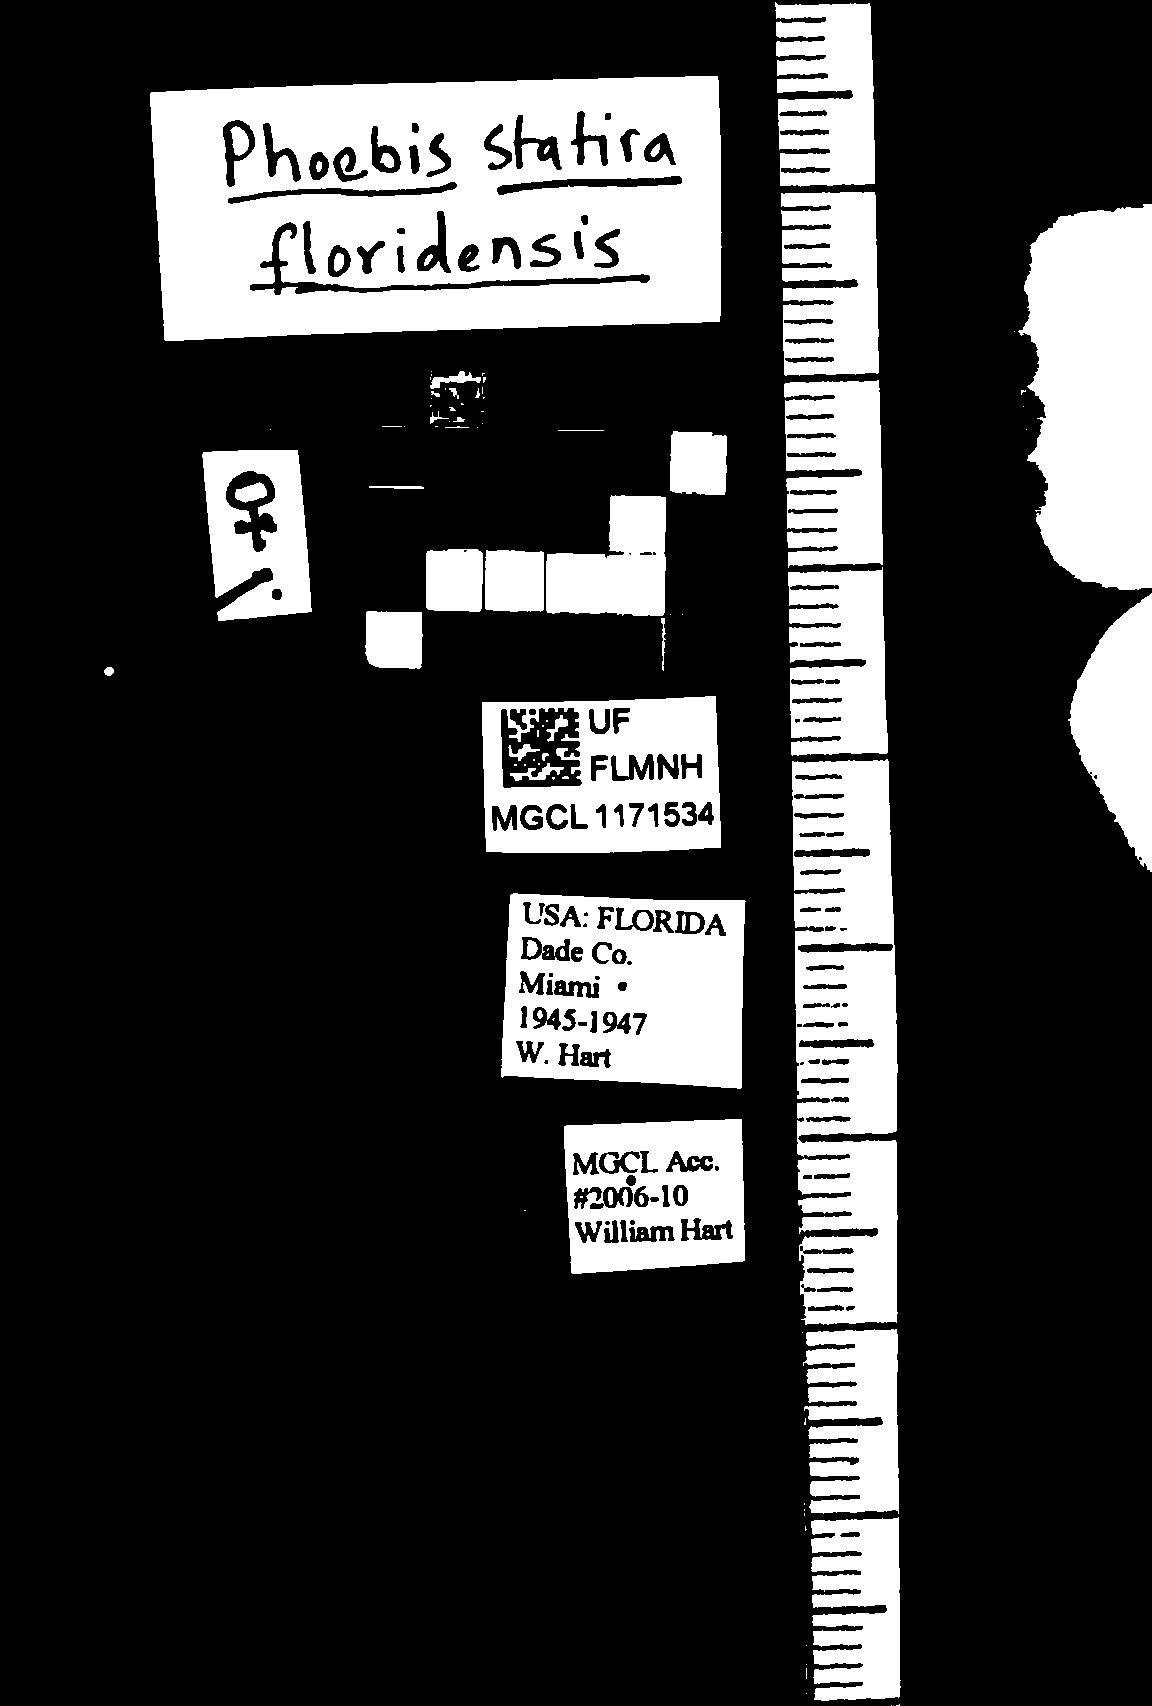 Phoebis statira
floridensis
♀
UF
FLMNH
MGCL 1171534
USA: FLORIDA
Dade Co.
Miami
1945-1947
W. Hart
MGCL Acc.
#2006-10
William Hart